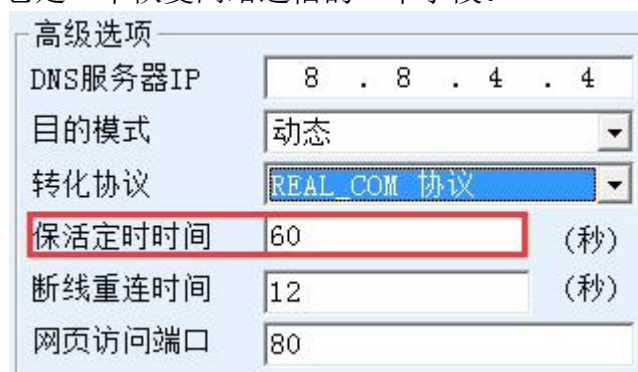 高级选项
DNS服务器IP 8 . 8 . 4 . 4
目的模式 动态
转化协议 REAL_COM 协议
保活定时时间 60 (秒)
断线重连时间 12 (秒)
网页访问端口 80